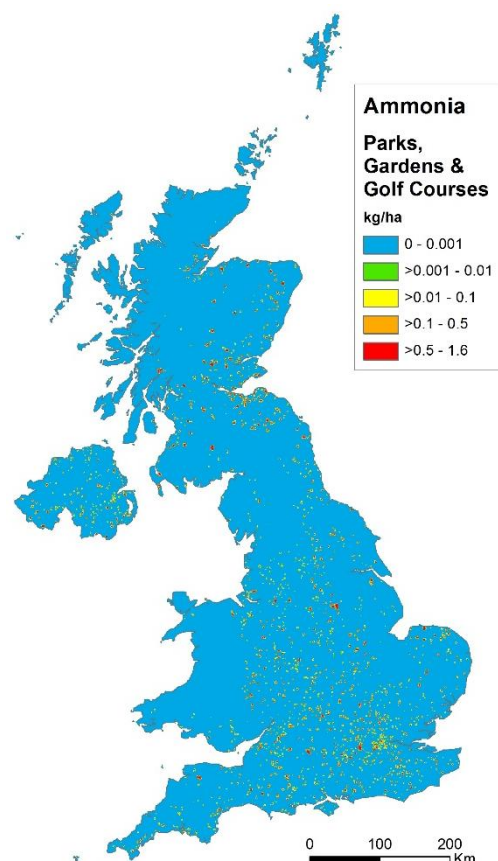 Ammonia
Parks,
Gardens &
Golf Courses
kg/ha
0 - 0.001
>0.001 - 0.01
>0.01 - 0.1
>0.1 - 0.5
>0.5 - 1.6
0 100 200
Km